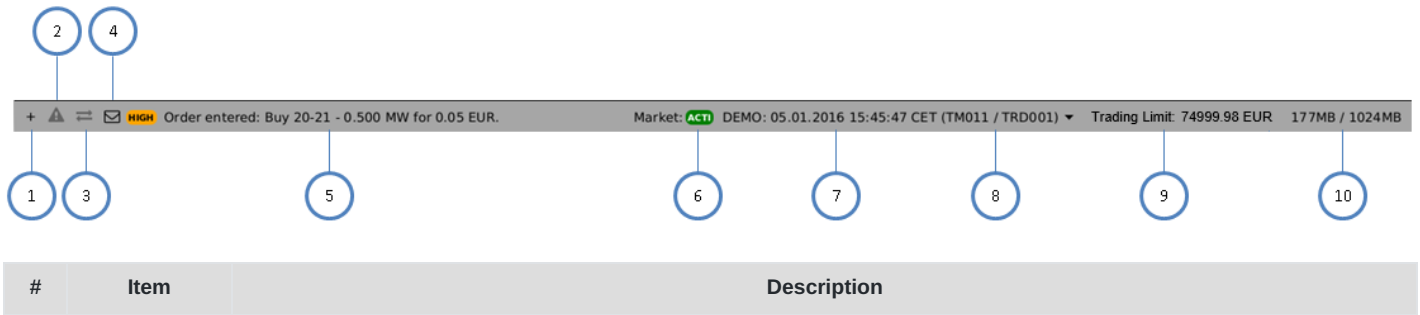 2 4
+ HIGH Order entered: Buy 20-21 - 0.500 MW for 0.05 EUR. Market: ACTI DEMO: 05.01.2016 15:45:47 CET (TM011 / TRD001) Trading Limit: 74999.98 EUR 177MB / 1024MB
1 3 5 6 7 8 9 10
# Item Description